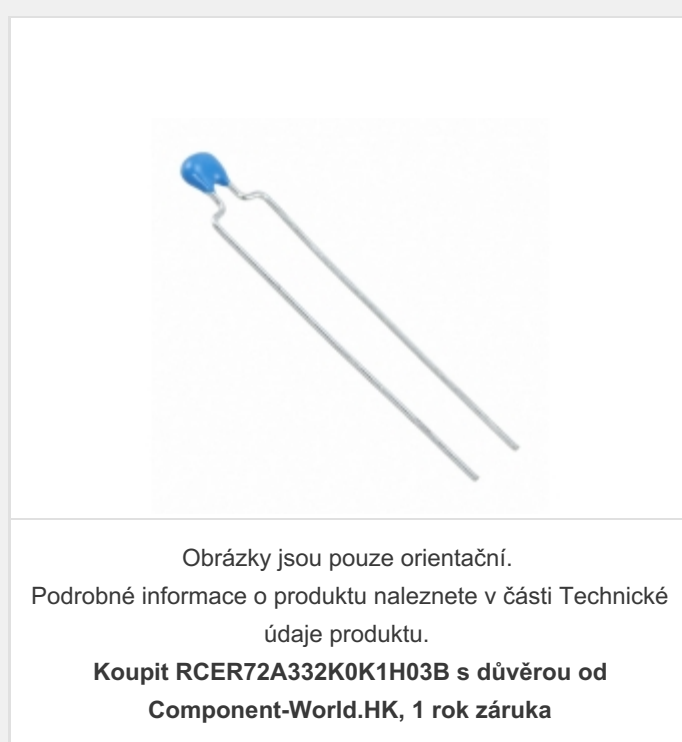 Obrázky jsou pouze orientační.
Podrobné informace o produktu naleznete v části Technické
údaje produktu.
Koupit RCER72A332K0K1H03B s důvěrou od
Component-World.HK, 1 rok záruka